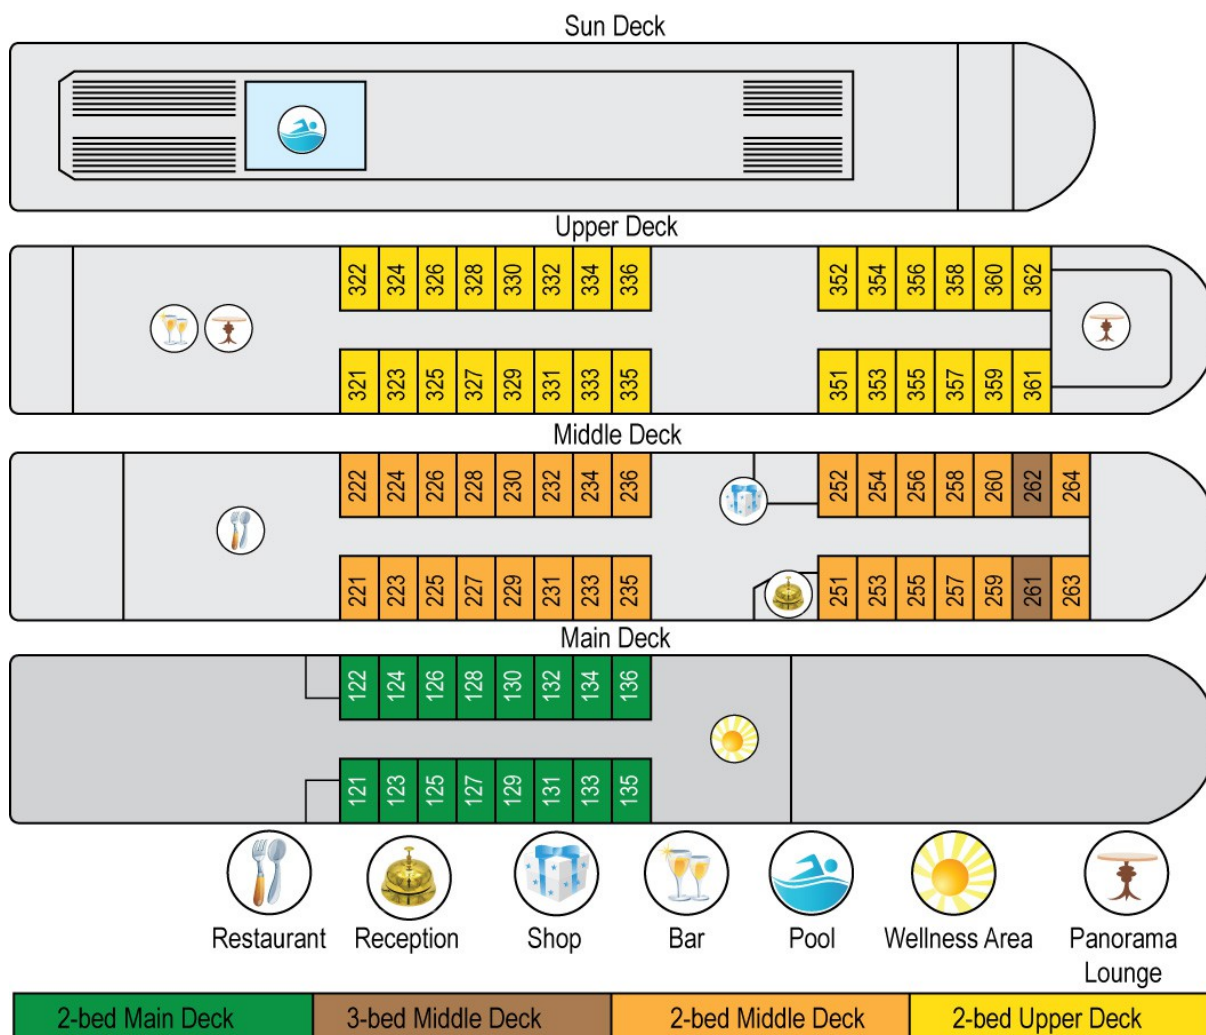 Sun Deck
Upper Deck
322 324 326 328 330 332 334 336 352 354 356 358 360 362
321 323 325 327 329 331 333 335 351 353 355 357 359 361
Middle Deck
222 224 226 228 230 232 234 236 252 254 256 258 260 262 264
221 223 225 227 229 231 233 235 251 253 255 257 259 261 263
Main Deck
122 124 126 128 130 132 134 136
121 123 125 127 129 131 133 135
Restaurant Reception Shop Bar Pool Wellness Area Panorama
Lounge
2-bed Main Deck 3-bed Middle Deck 2-bed Middle Deck 2-bed Upper Deck